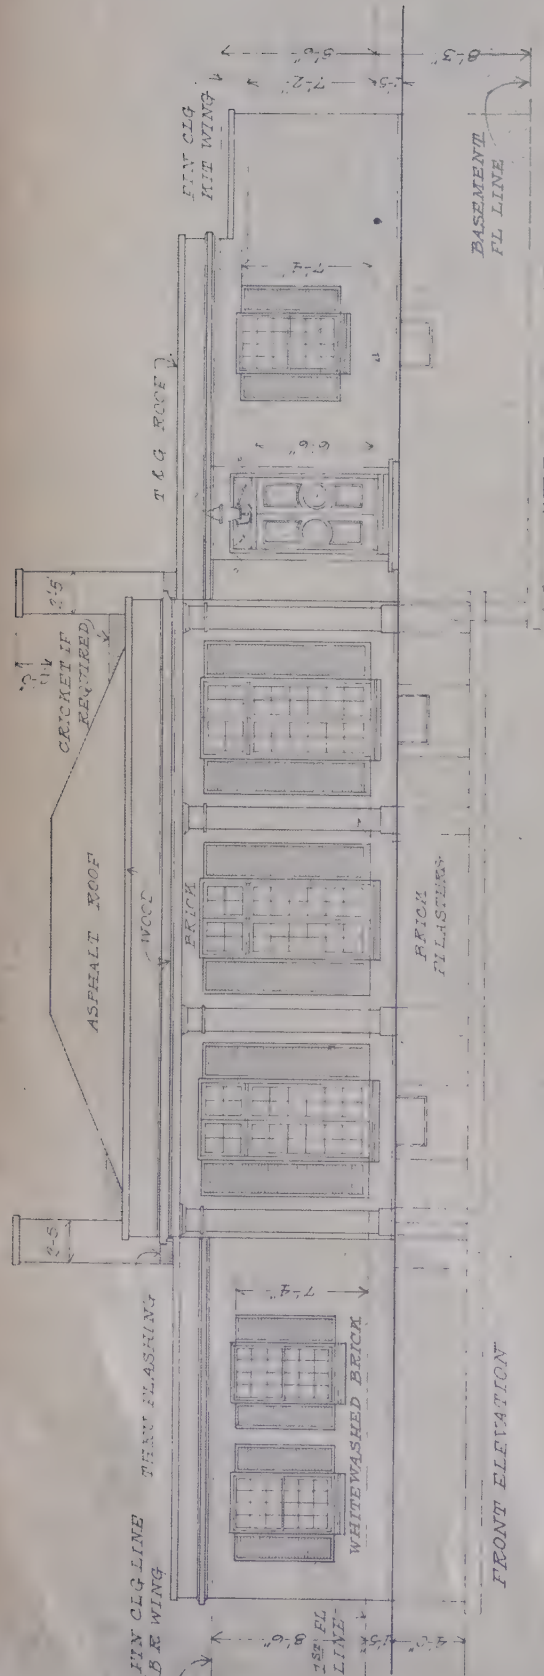 FIN CLG LINE
B R WING
THRU FLASHING
2'-5"
ASPHALT ROOF
WOOD
BRICK
CRICKET IF
REQUIRED
2'-5"
T & G ROOF
FIN CLG
KIT WING
7'-4"
6'-6"
7'-4"
7'-2"
8'-6"
8'-3"
8'-6"
1ST FL
LINE
WHITEWASHED BRICK
BRICK
PILASTERS
BASEMENT
FL LINE
FRONT ELEVATION